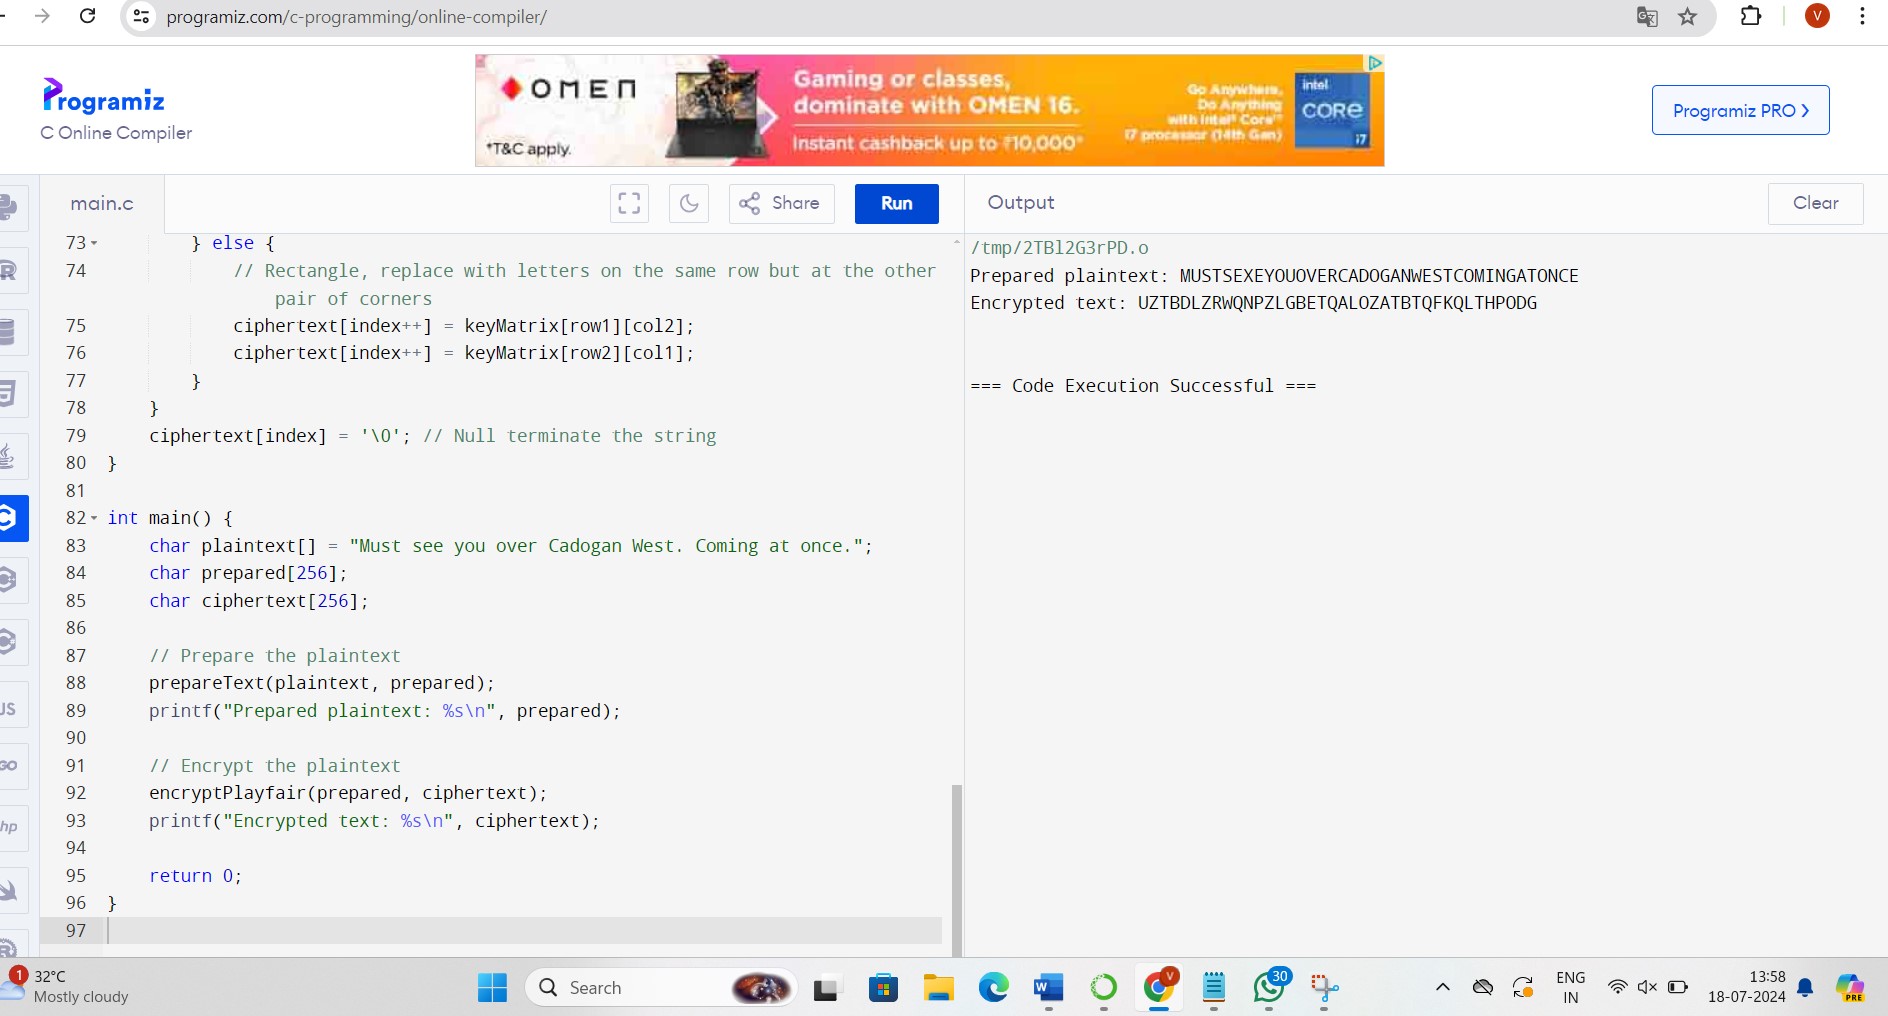 programiz.com/c-programming/online-compiler/
V
Programiz
C Online Compiler
OMEN
*T&C apply.
Gaming or classes,
dominate with OMEN 16.
Instant cashback up to ₹10,000*
Go Anywhere,
Do Anything
with Intel® Core™
i7 processor (14th Gen)
intel
CORE
i7
Programiz PRO >
main.c
Share
Run
Output
Clear
73 } else {
74 // Rectangle, replace with letters on the same row but at the other
pair of corners
75 ciphertext[index++] = keyMatrix[row1][col2];
76 ciphertext[index++] = keyMatrix[row2][col1];
77 }
78 }
79 ciphertext[index] = '\0'; // Null terminate the string
80 }
81
82 int main() {
83 char plaintext[] = "Must see you over Cadogan West. Coming at once.";
84 char prepared[256];
85 char ciphertext[256];
86
87 // Prepare the plaintext
88 prepareText(plaintext, prepared);
89 printf("Prepared plaintext: %s\n", prepared);
90
91 // Encrypt the plaintext
92 encryptPlayfair(prepared, ciphertext);
93 printf("Encrypted text: %s\n", ciphertext);
94
95 return 0;
96 }
97
/tmp/2TBl2G3rPD.o
Prepared plaintext: MUSTSEXEYOUOVERCADOGANWESTCOMINGATONCE
Encrypted text: UZTBDLZRWQNPZLGBETQALOZATBTQFKQLTHPODG
=== Code Execution Successful ===
1
32°C
Mostly cloudy
Search
W
V
30
ENG
IN
13:58
18-07-2024
PRE